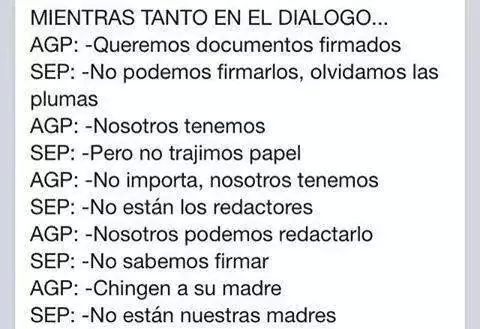 MIENTRAS TANTO EN EL DIALOGO...
AGP: -Queremos documentos firmados
SEP: -No podemos firmarlos, olvidamos las
plumas
AGP: -Nosotros tenemos
SEP: -Pero no trajimos papel
AGP: -No importa, nosotros tenemos
SEP: -No están los redactores
AGP: -Nosotros podemos redactarlo
SEP: -No sabemos firmar
AGP: -Chingen a su madre
SEP: -No están nuestras madres